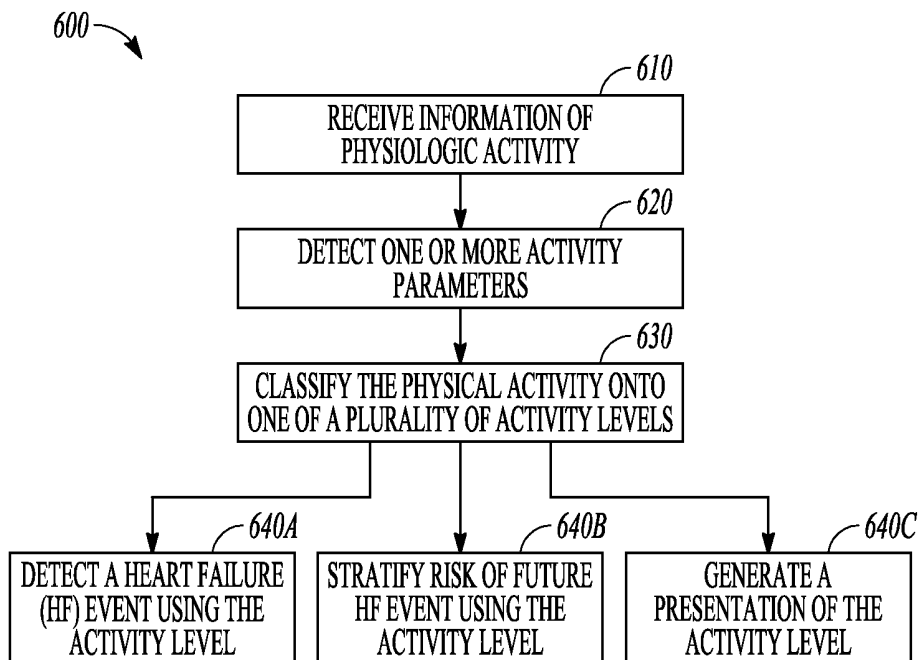 600
610
RECEIVE INFORMATION OF
PHYSIOLOGIC ACTIVITY
620
DETECT ONE OR MORE ACTIVITY
PARAMETERS
630
CLASSIFY THE PHYSICAL ACTIVITY ONTO
ONE OF A PLURALITY OF ACTIVITY LEVELS
640A
DETECT A HEART FAILURE
(HF) EVENT USING THE
ACTIVITY LEVEL
640B
STRATIFY RISK OF FUTURE
HF EVENT USING THE
ACTIVITY LEVEL
640C
GENERATE A
PRESENTATION OF THE
ACTIVITY LEVEL